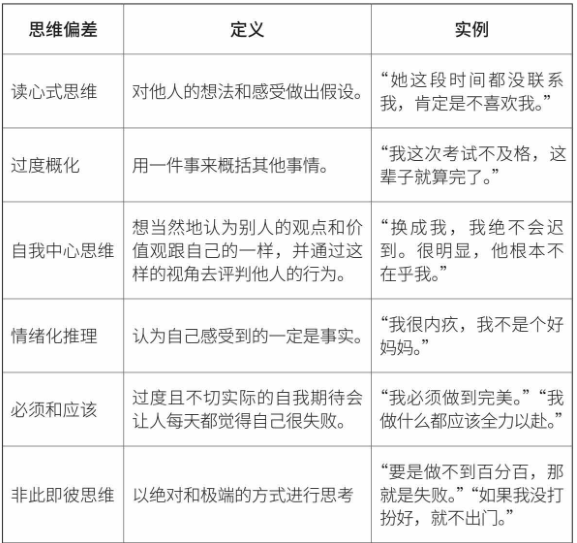 思维偏差 定义 实例
读心式思维 对他人的想法和感受做出假设。 “她这段时间都没联系
我，肯定是不喜欢我。”
过度概化 用一件事来概括其他事情。 “我这次考试不及格，这
辈子就算完了。”
自我中心思维 想当然地认为别人的观点和价
值观跟自己的一样，并通过这
样的视角去评判他人的行为。 “换成我，我绝不会迟
到。很明显，他根本不
在乎我。”
情绪化推理 认为自己感受到的一定是事实。 “我很内疚，我不是个好
妈妈。”
必须和应该 过度且不切实际的自我期待会
让人每天都觉得自己很失败。 “我必须做到完美。”“我
做什么都应该全力以赴。”
非此即彼思维 以绝对和极端的方式进行思考 “要是做不到百分百，那
就是失败。”“如果我没打
扮好，就不出门。”